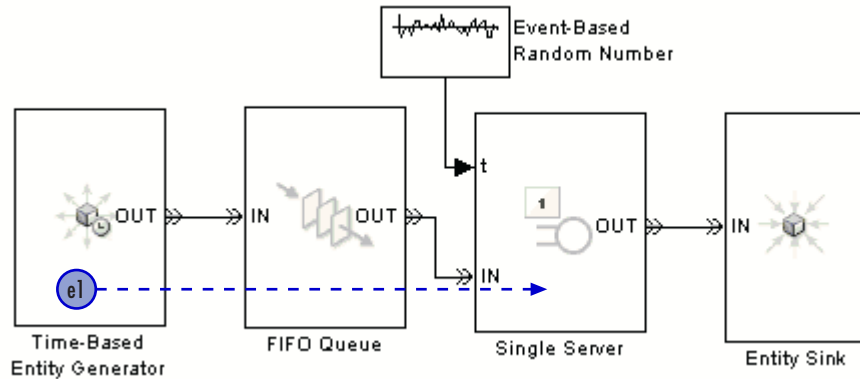 Event-Based
Random Number
t
1
OUT
IN
OUT
OUT
IN
IN
e1
Time-Based
Entity Generator
FIFO Queue
Single Server
Entity Sink